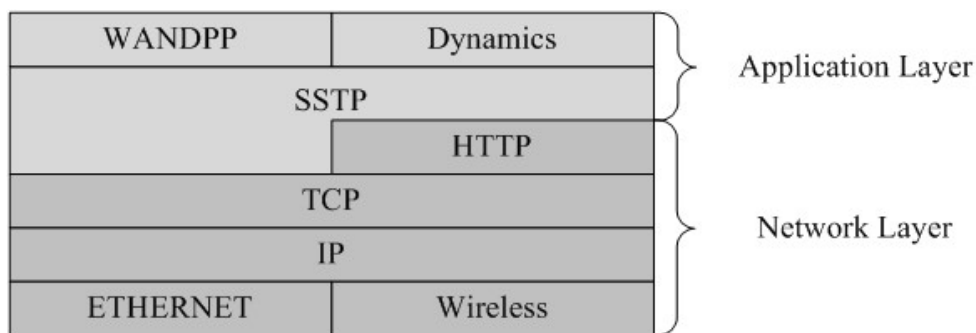 WANDPP Dynamics
Application Layer
SSTP
HTTP
TCP
Network Layer
IP
ETHERNET Wireless